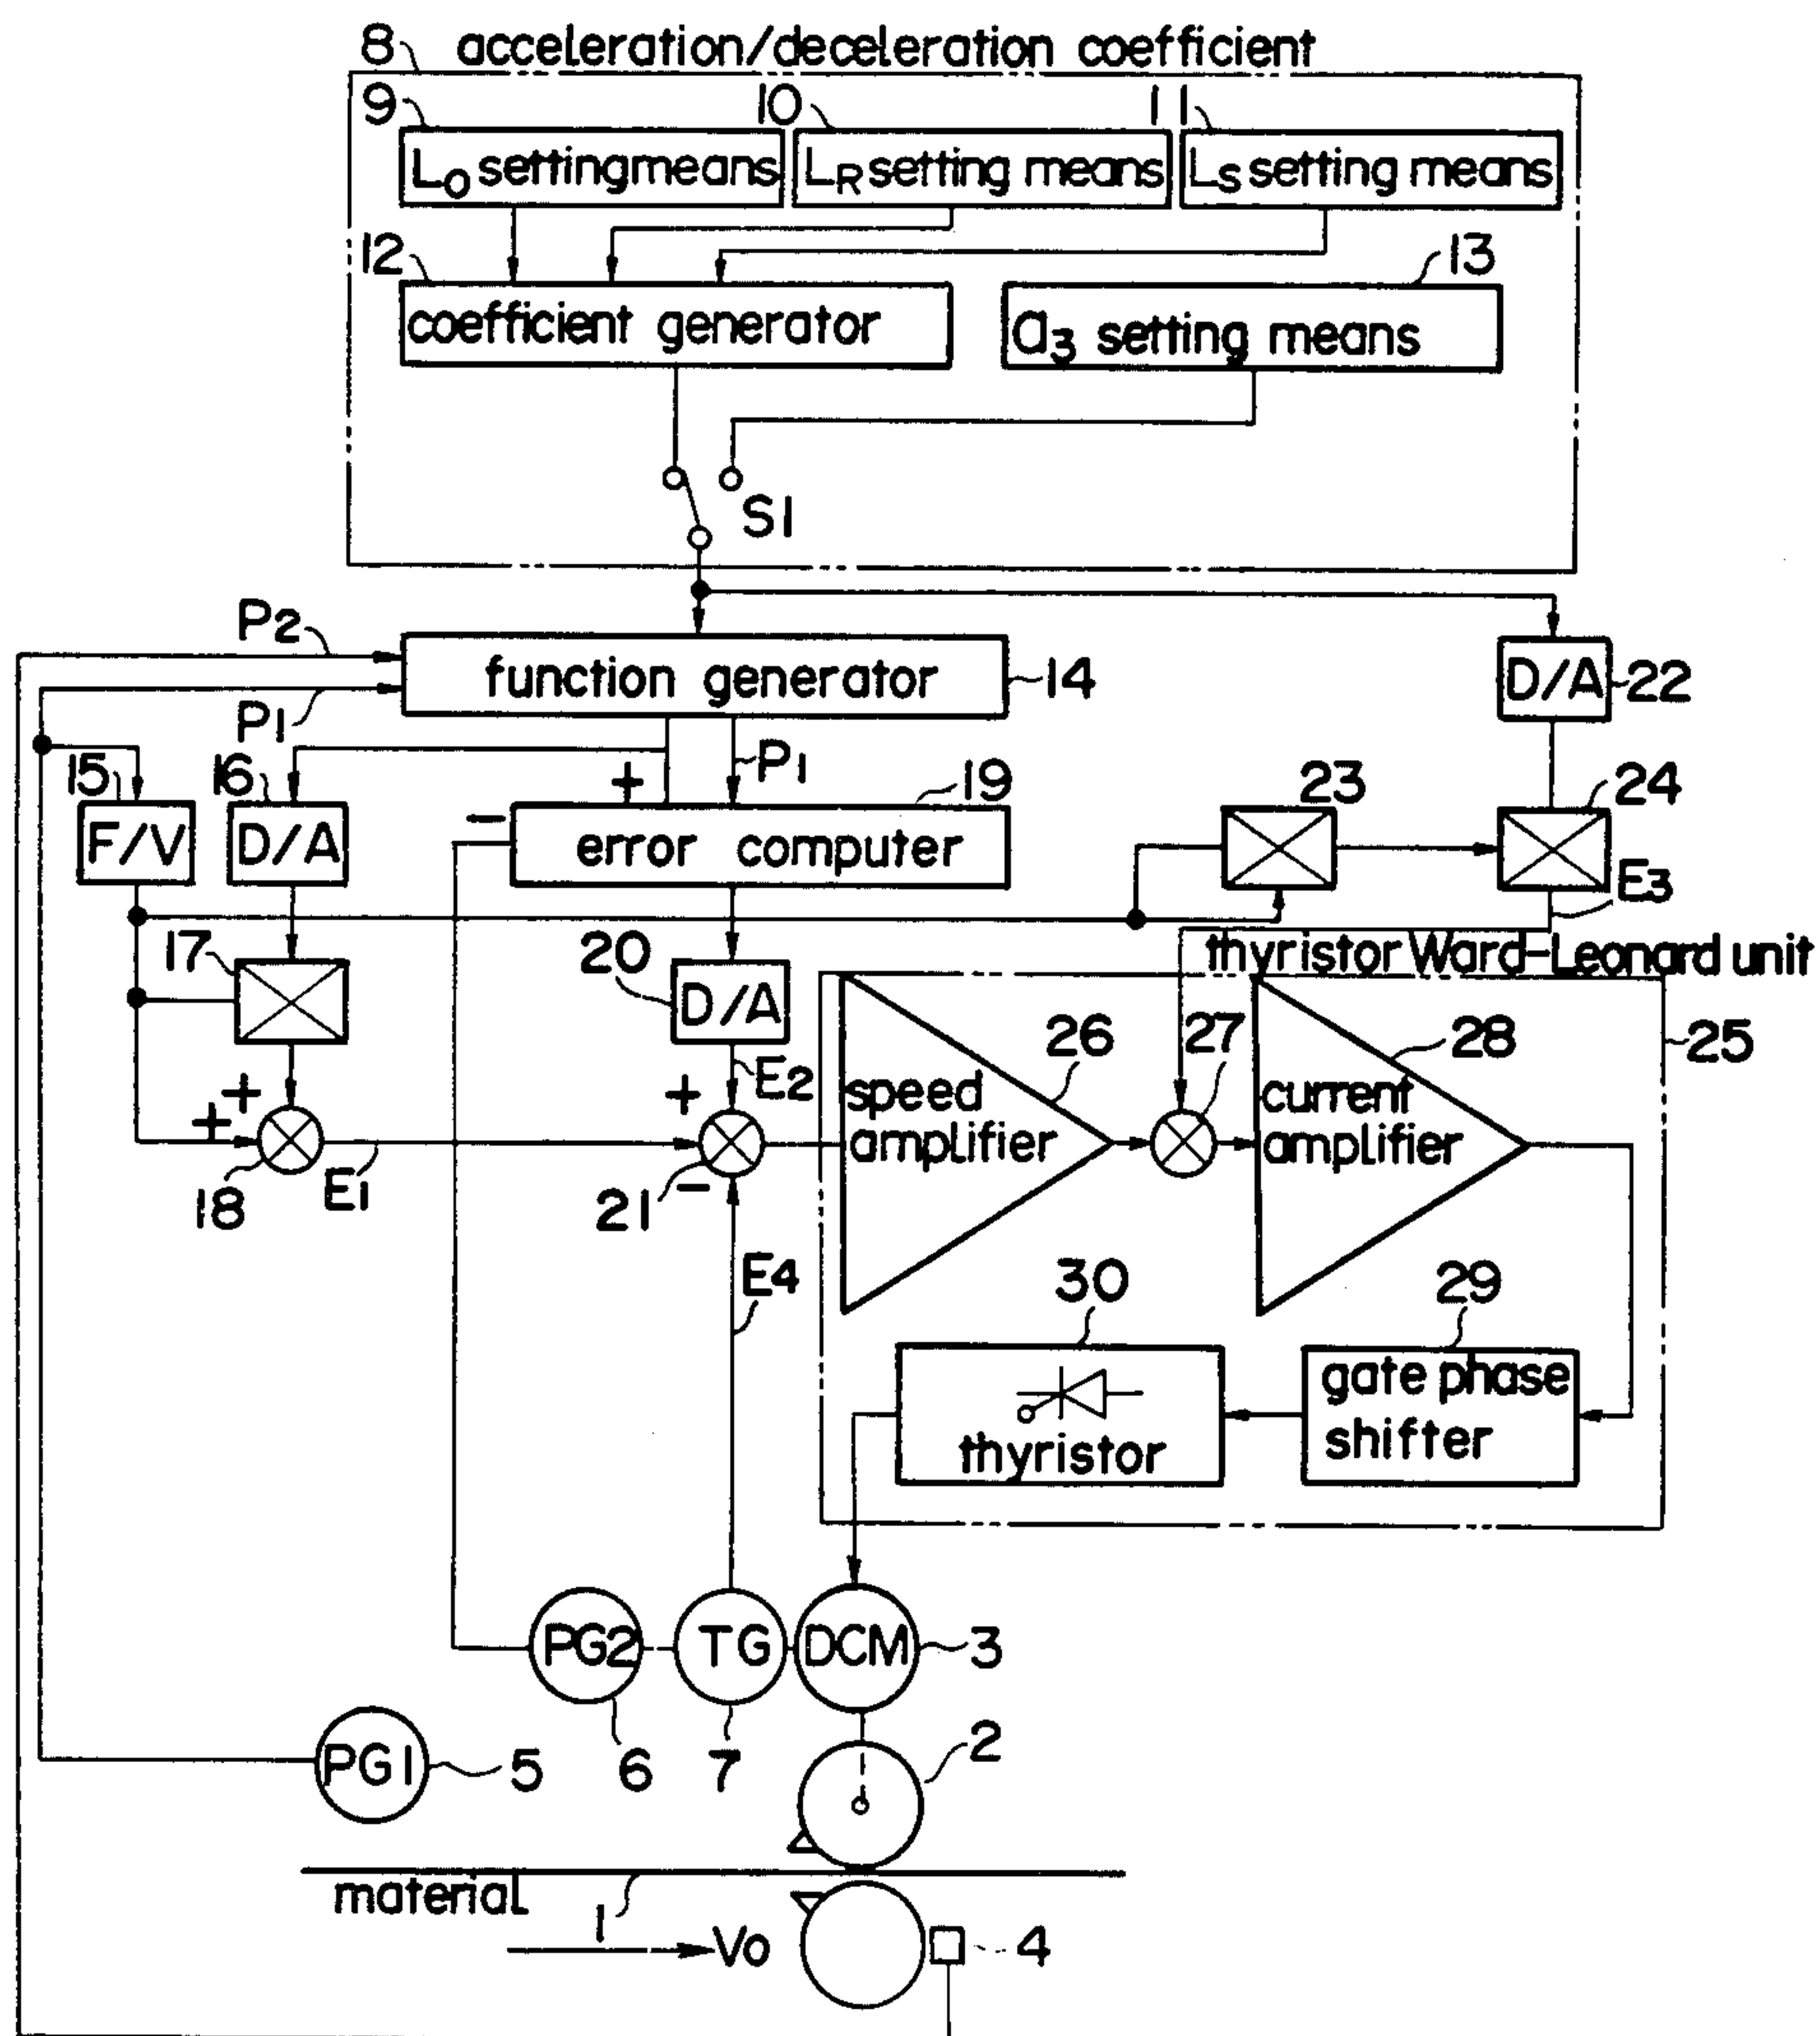 8 acceleration/deceleration coefficient
9 10 11
LO settingmeans LR setting means LS setting means
12 13
coefficient generator a3 setting means
S1
P2
function generator 14 D/A 22
P1
15 16 + P1 19 23 24
F/V D/A − error computer
E3
17 20 thyristor Ward-Leonard unit
D/A 26 27 28 25
E2
+ + + speed amplifier current amplifier
18 E1 21 −
E4 30 29
gate phase shifter
thyristor
PG2 TG DCM 3
6 7 2
PG1 5
material
1 Vo 4